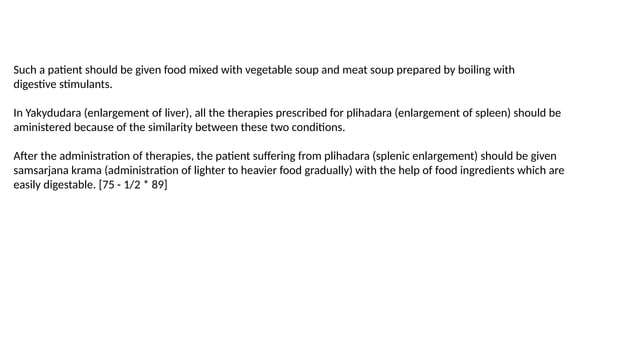 Such a patient should be given food mixed with vegetable soup and meat soup prepared by boiling with
digestive stimulants.
In Yakydudara (enlargement of liver), all the therapies prescribed for plihadara (enlargement of spleen) should be
aministered because of the similarity between these two conditions.
After the administration of therapies, the patient suffering from plihadara (splenic enlargement) should be given
samsarjana krama (administration of lighter to heavier food gradually) with the help of food ingredients which are
easily digestable. [75 - 1/2 * 89]